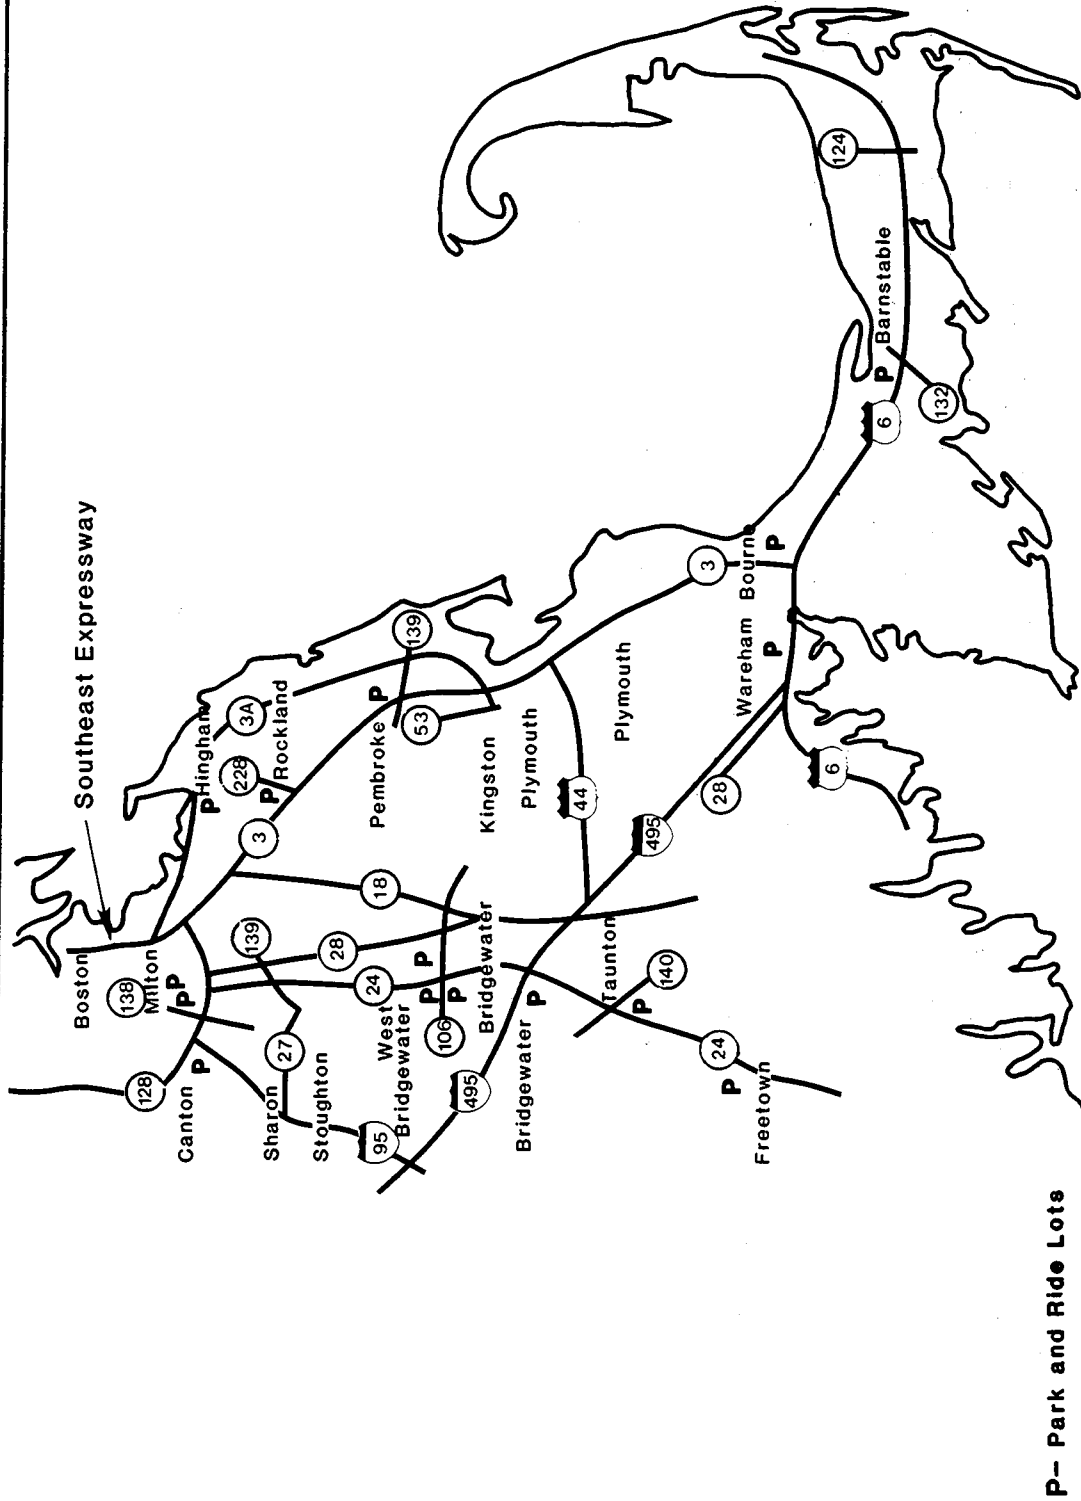 Southeast Expressway
Boston
138
Milton
P
P
128
Canton
P
139
Hingham
P
3A
228
P
Rockland
3
Sharon
27
Stoughton
28
18
24
95
Pembroke
P
139
53
West
Bridgewater
P
P
P
106
495
Kingston
Bridgewater
Plymouth
Bridgewater
P
44
Taunton
Plymouth
140
P
495
3
28
24
P
Freetown
Wareham
P
Bourne
P
6
6
P
Barnstable
132
124
P- Park and Ride Lots